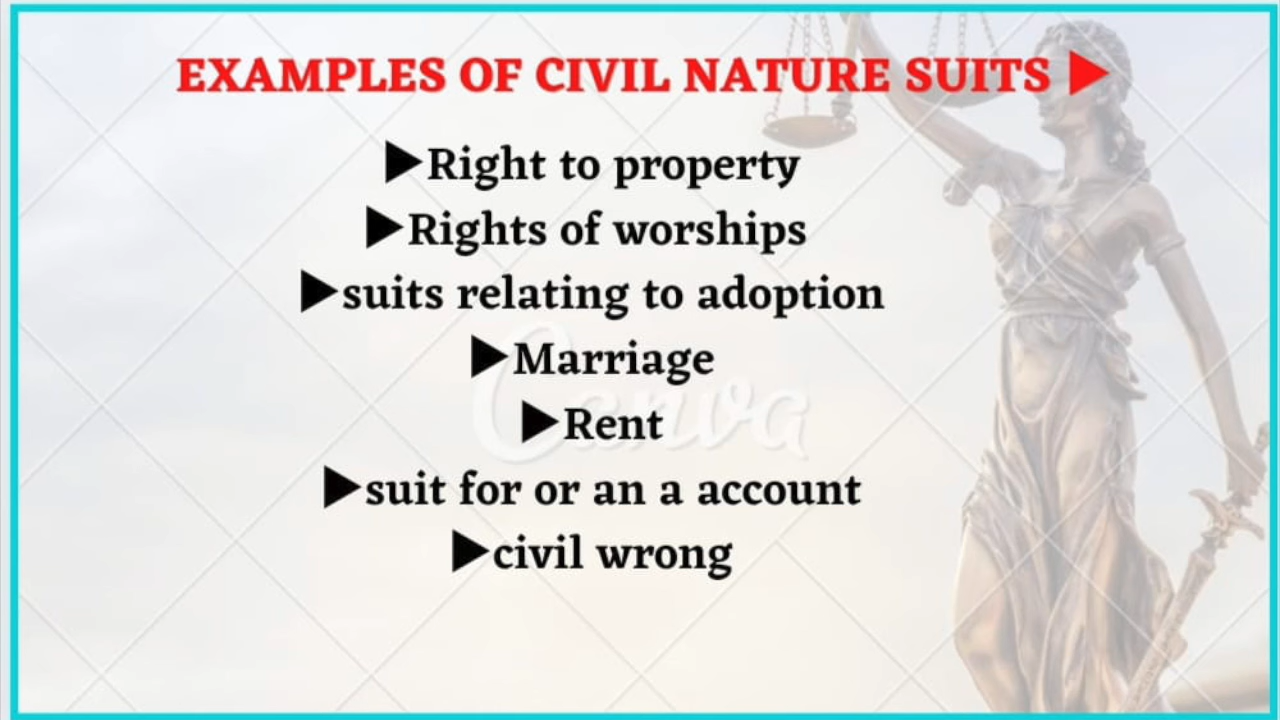 EXAMPLES OF CIVIL NATURE SUITS ▶
▶Right to property
▶Rights of worships
▶suits relating to adoption
▶Marriage
▶Rent
▶suit for or an a account
▶civil wrong
Canva